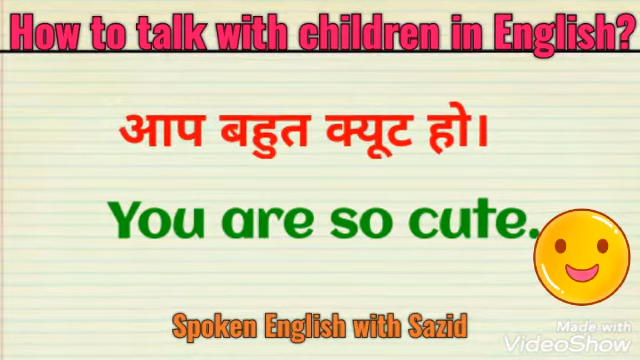 How to talk with children in English?
आप बहुत क्यूट हो।
You are so cute.
Spoken English with Sazid
Made with
VideoShow